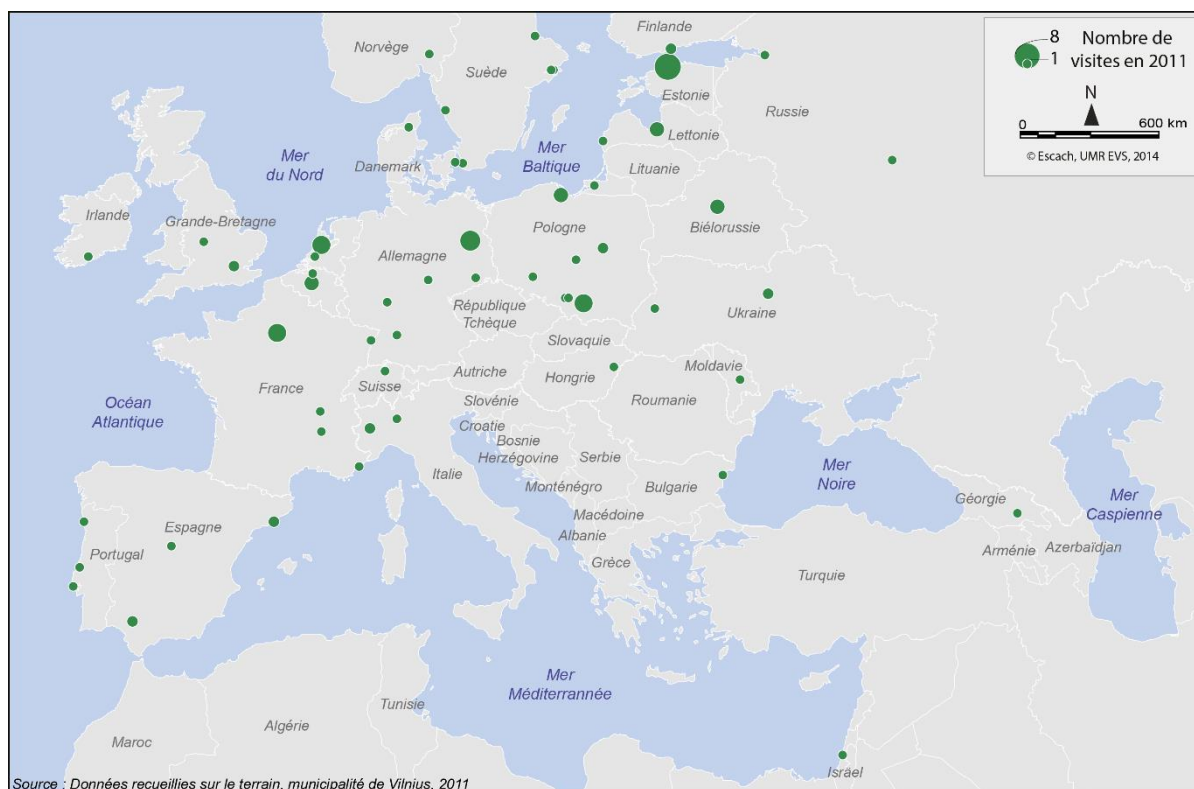 8
1
Nombre de
visites en 2011
N
0
600 km
© Escach, UMR EVS, 2014
Finlande
Norvège
Suède
Estonie
Russie
Mer
Baltique
Lettonie
Mer
du Nord
Danemark
Lituanie
Irlande
Grande-Bretagne
Pologne
Biélorussie
Allemagne
République
Tchèque
Ukraine
Slovaquie
Moldavie
France
Suisse
Autriche
Hongrie
Roumanie
Océan
Atlantique
Slovénie
Croatie
Bosnie
Herzégovine
Serbie
Italie
Monténégro
Bulgarie
Mer
Noire
Géorgie
Mer
Caspienne
Macédoine
Espagne
Portugal
Albanie
Arménie
Azerbaïdjan
Grèce
Turquie
Mer
Méditerrannée
Tunisie
Algérie
Maroc
Israël
Source : Données recueillies sur le terrain, municipalité de Vilnius, 2011